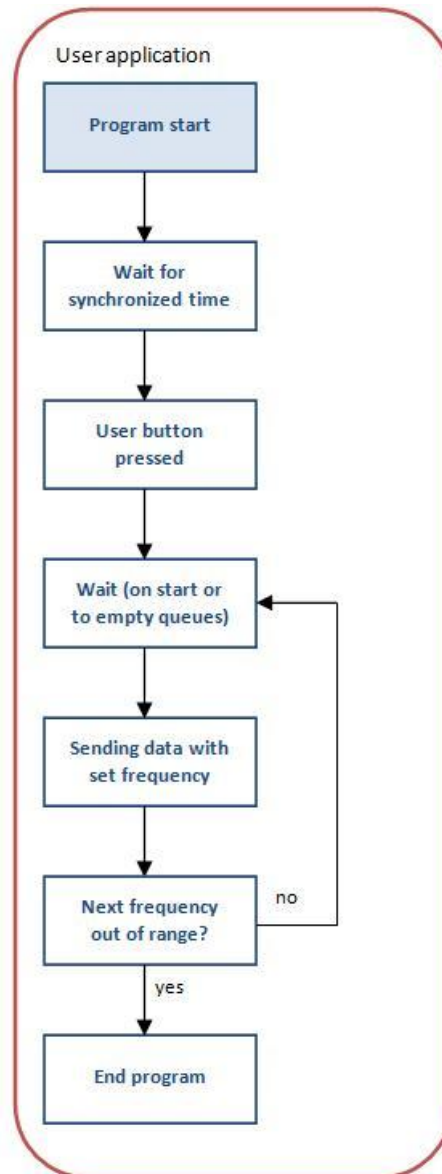 User application
Program start
Wait for
synchronized time
User button
pressed
Wait (on start or
to empty queues)
Sending data with
set frequency
Next frequency
out of range?
no
yes
End program